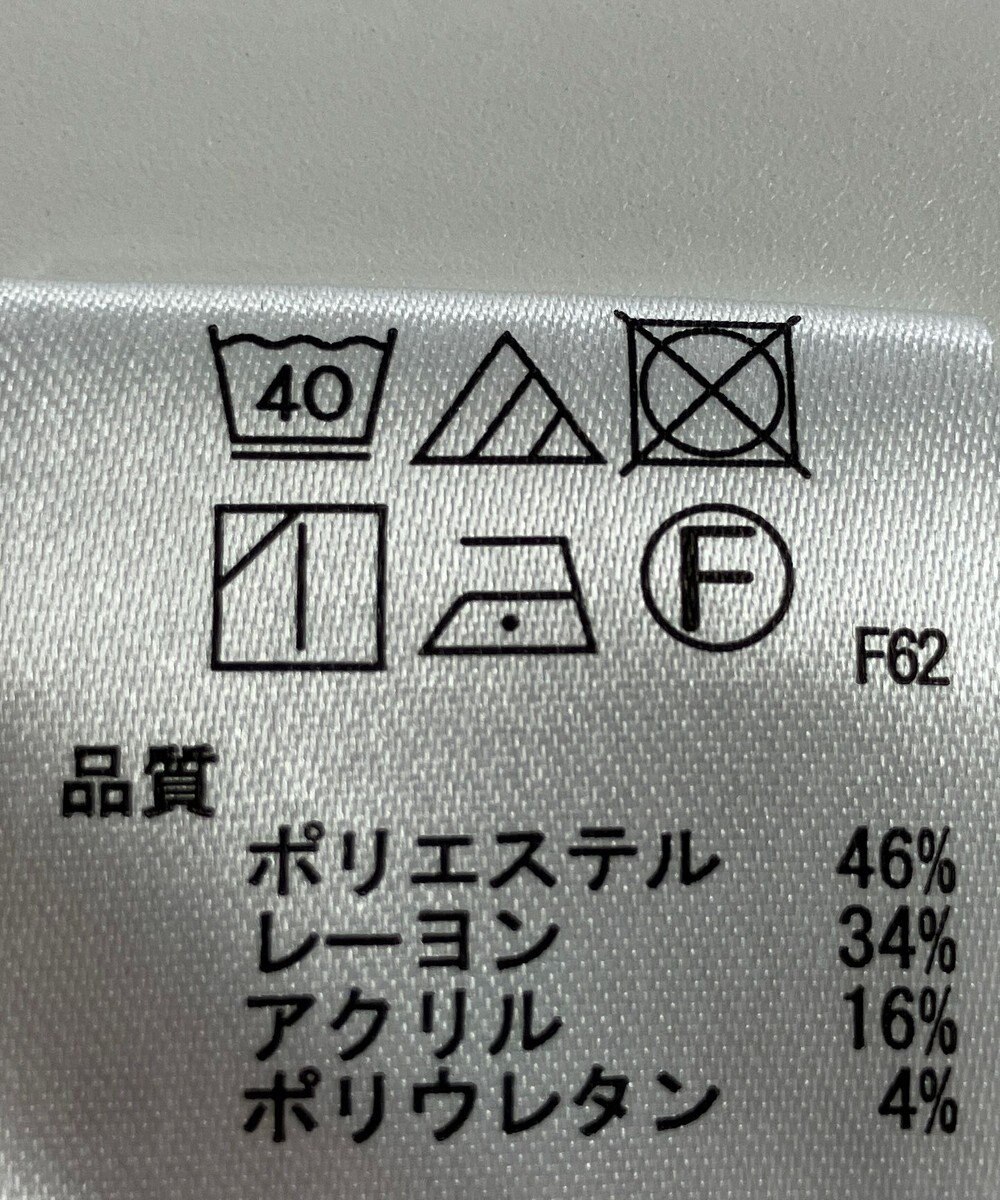 40
F
F62
品質
ポリエステル 46%
レーヨン 34%
アクリル 16%
ポリウレタン 4%